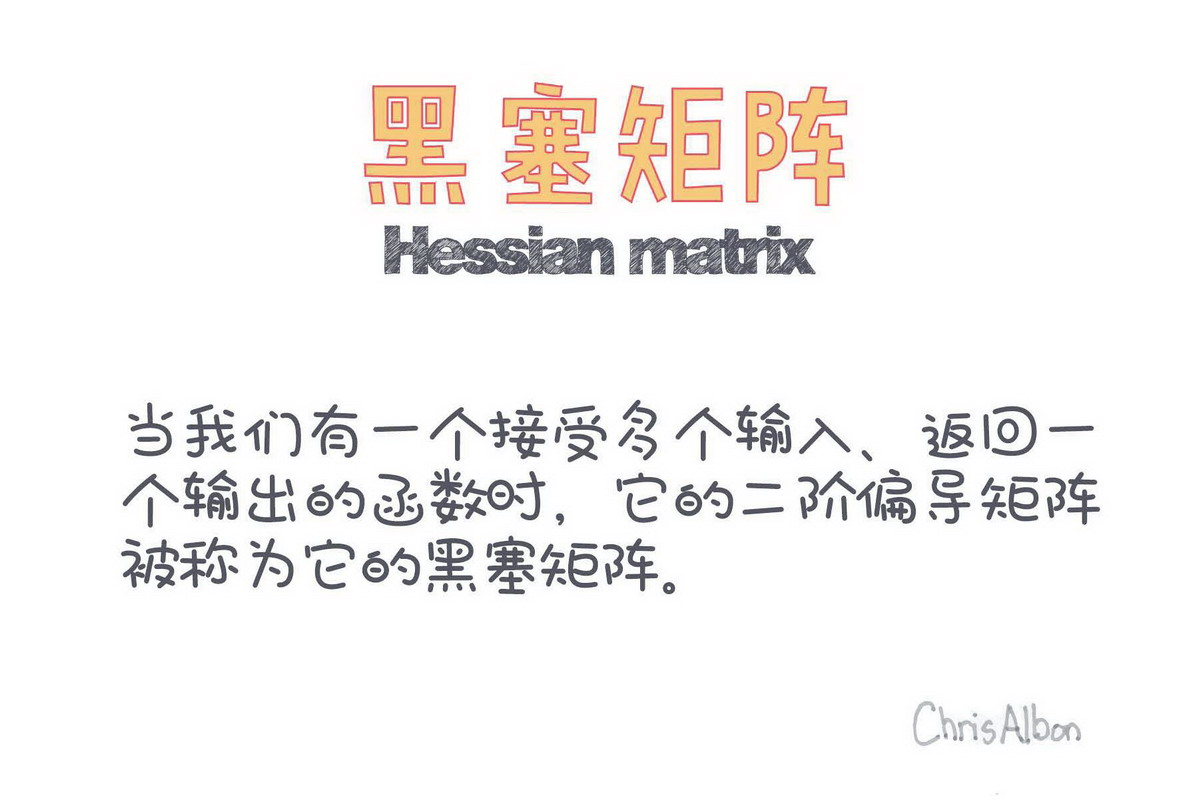 黑塞矩阵
Hessian matrix
当我们有一个接受多个输入、返回一
个输出的函数时，它的二阶偏导矩阵
被称为它的黑塞矩阵。
ChrisAlbon